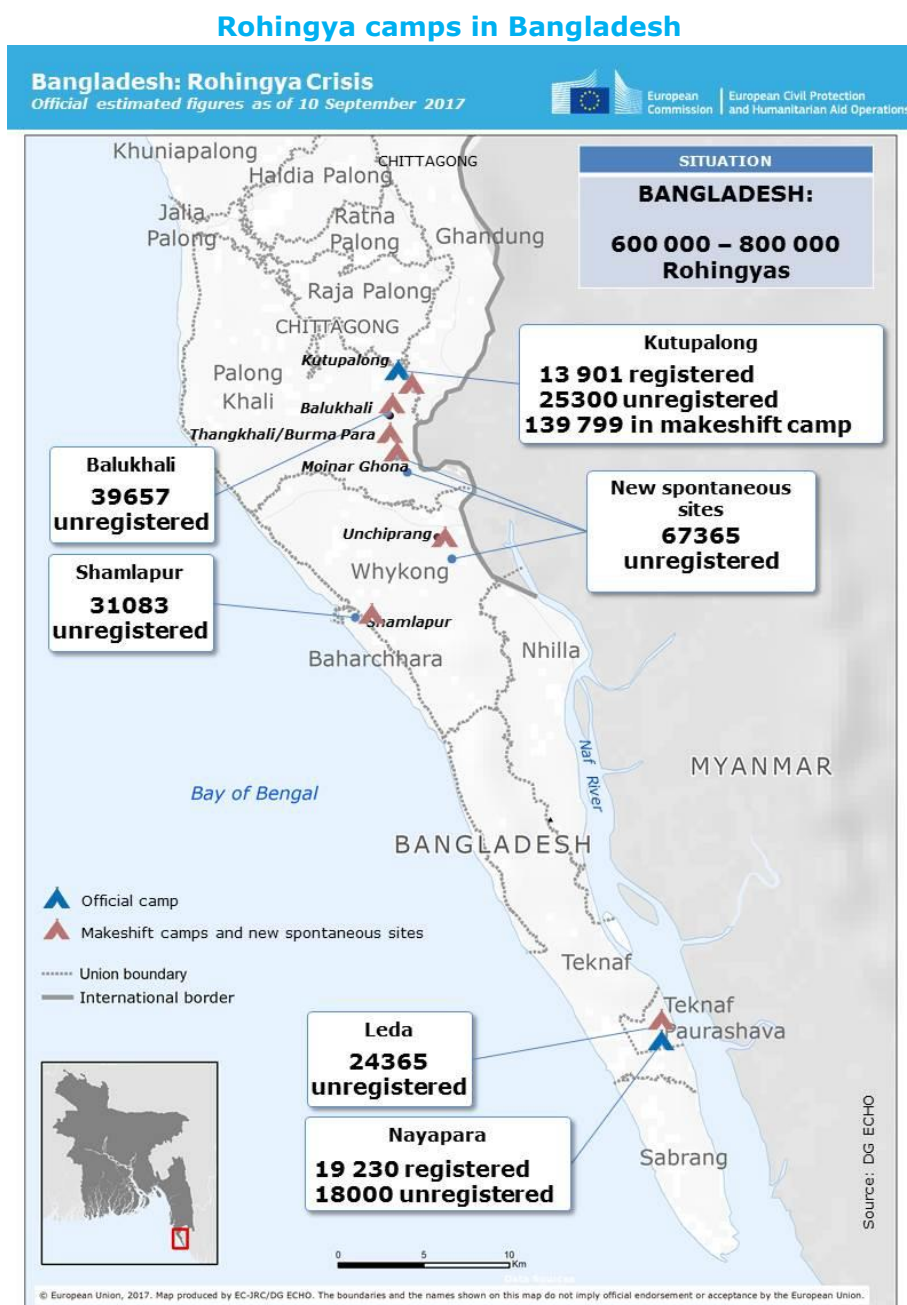 Rohingya camps in Bangladesh
Bangladesh: Rohingya Crisis
Official estimated figures as of 10 September 2017
European
Commission
European Civil Protection
and Humanitarian Aid Operations
Khuniapalong
CHITTAGONG
Haldia Palong
Jalia
Palong
Ratna
Palong
Ghandung
Raja Palong
CHITTAGONG
SITUATION
BANGLADESH:
600 000 – 800 000
Rohingyas
Kutupalong
Palong
Khali
Balukhali
Thangkhali/Burma Para
Moinar Ghona
Kutupalong
13 901 registered
25300 unregistered
139 799 in makeshift camp
Balukhali
39657
unregistered
New spontaneous
sites
67365
unregistered
Unchiprang
Whykong
Shamlapur
31083
unregistered
Shamlapur
Baharchhara
Nhilla
Naf River
MYANMAR
Bay of Bengal
BANGLADESH
Official camp
Makeshift camps and new spontaneous sites
Union boundary
International border
Teknaf
Teknaf
Paurashava
Leda
24365
unregistered
Nayapara
19 230 registered
18000 unregistered
Sabrang
Source: DG ECHO
0 5 10
Km
© European Union, 2017. Map produced by EC-JRC/DG ECHO. The boundaries and the names shown on this map do not imply official endorsement or acceptance by the European Union.